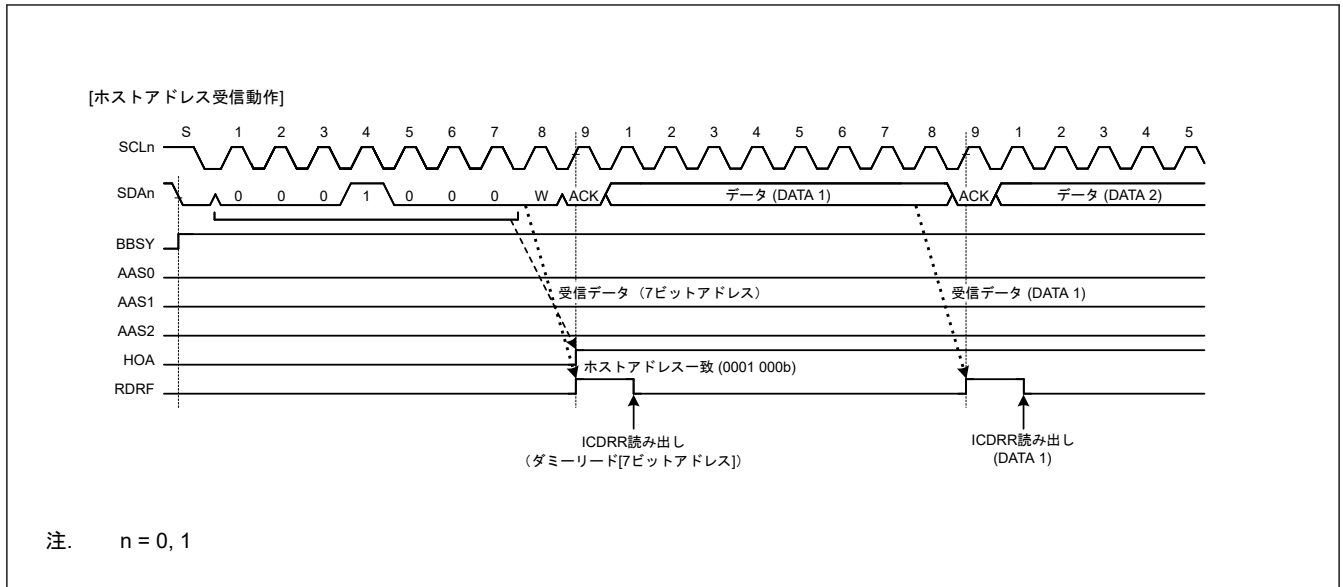 [ホストアドレス受信動作]
S 1 2 3 4 5 6 7 8 9 1 2 3 4 5 6 7 8 9 1 2 3 4 5
SCLn
SDAn 0 0 0 1 0 0 0 W ACK データ (DATA 1) ACK データ (DATA 2)
BBSY
AAS0
受信データ（7ビットアドレス） 受信データ (DATA 1)
AAS1
AAS2
HOA
ホストアドレス一致 (0001 000b)
RDRF
ICDRR読み出し
（ダミーリード[7ビットアドレス]）
ICDRR読み出し
(DATA 1)
注. n = 0, 1